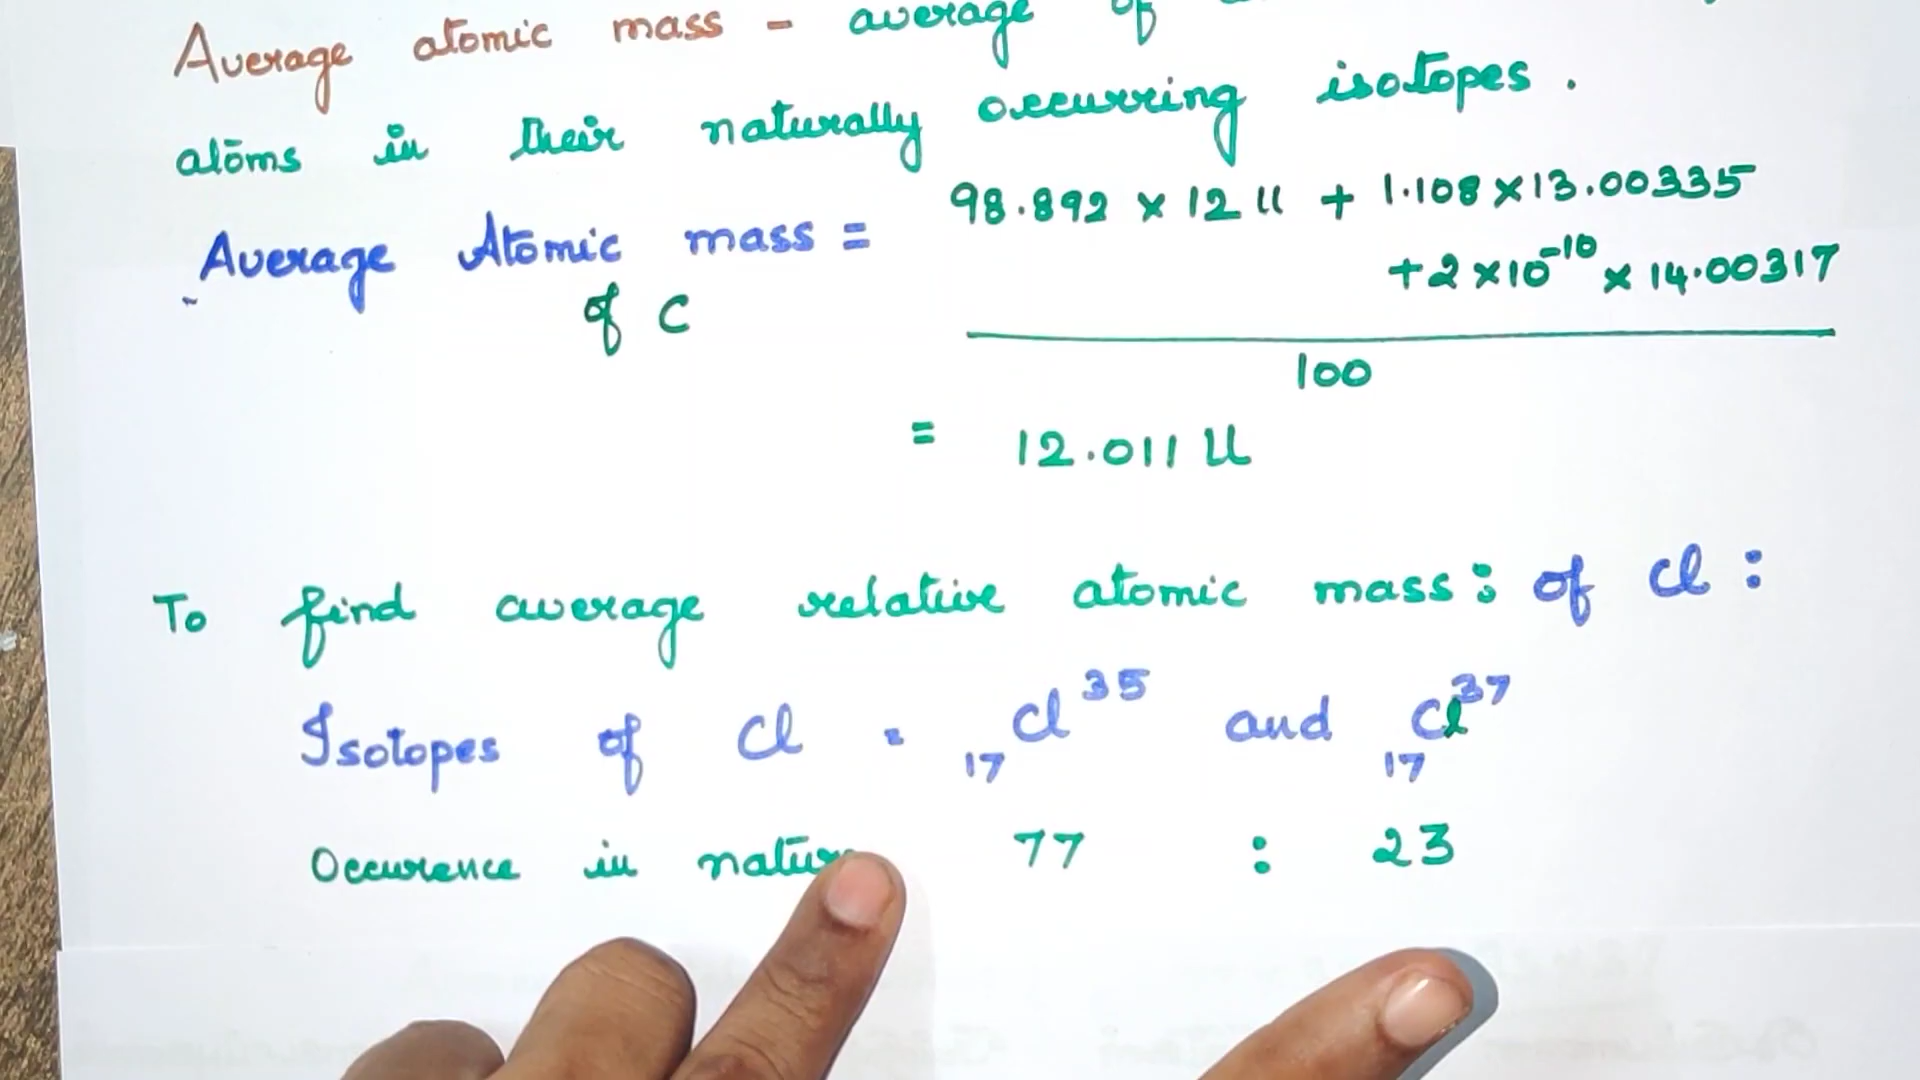 Average atomic mass - average of
atoms in their naturally occurring isotopes.
Average Atomic mass = 98.892 × 12 u + 1.108 × 13.00335
of C + 2 × 10⁻¹⁰ × 14.00317
100
= 12.011 u
To find average relative atomic mass: of Cl:
Isotopes of Cl = ₁₇Cl³⁵ and ₁₇Cl³⁷
Occurence in nature 77 : 23